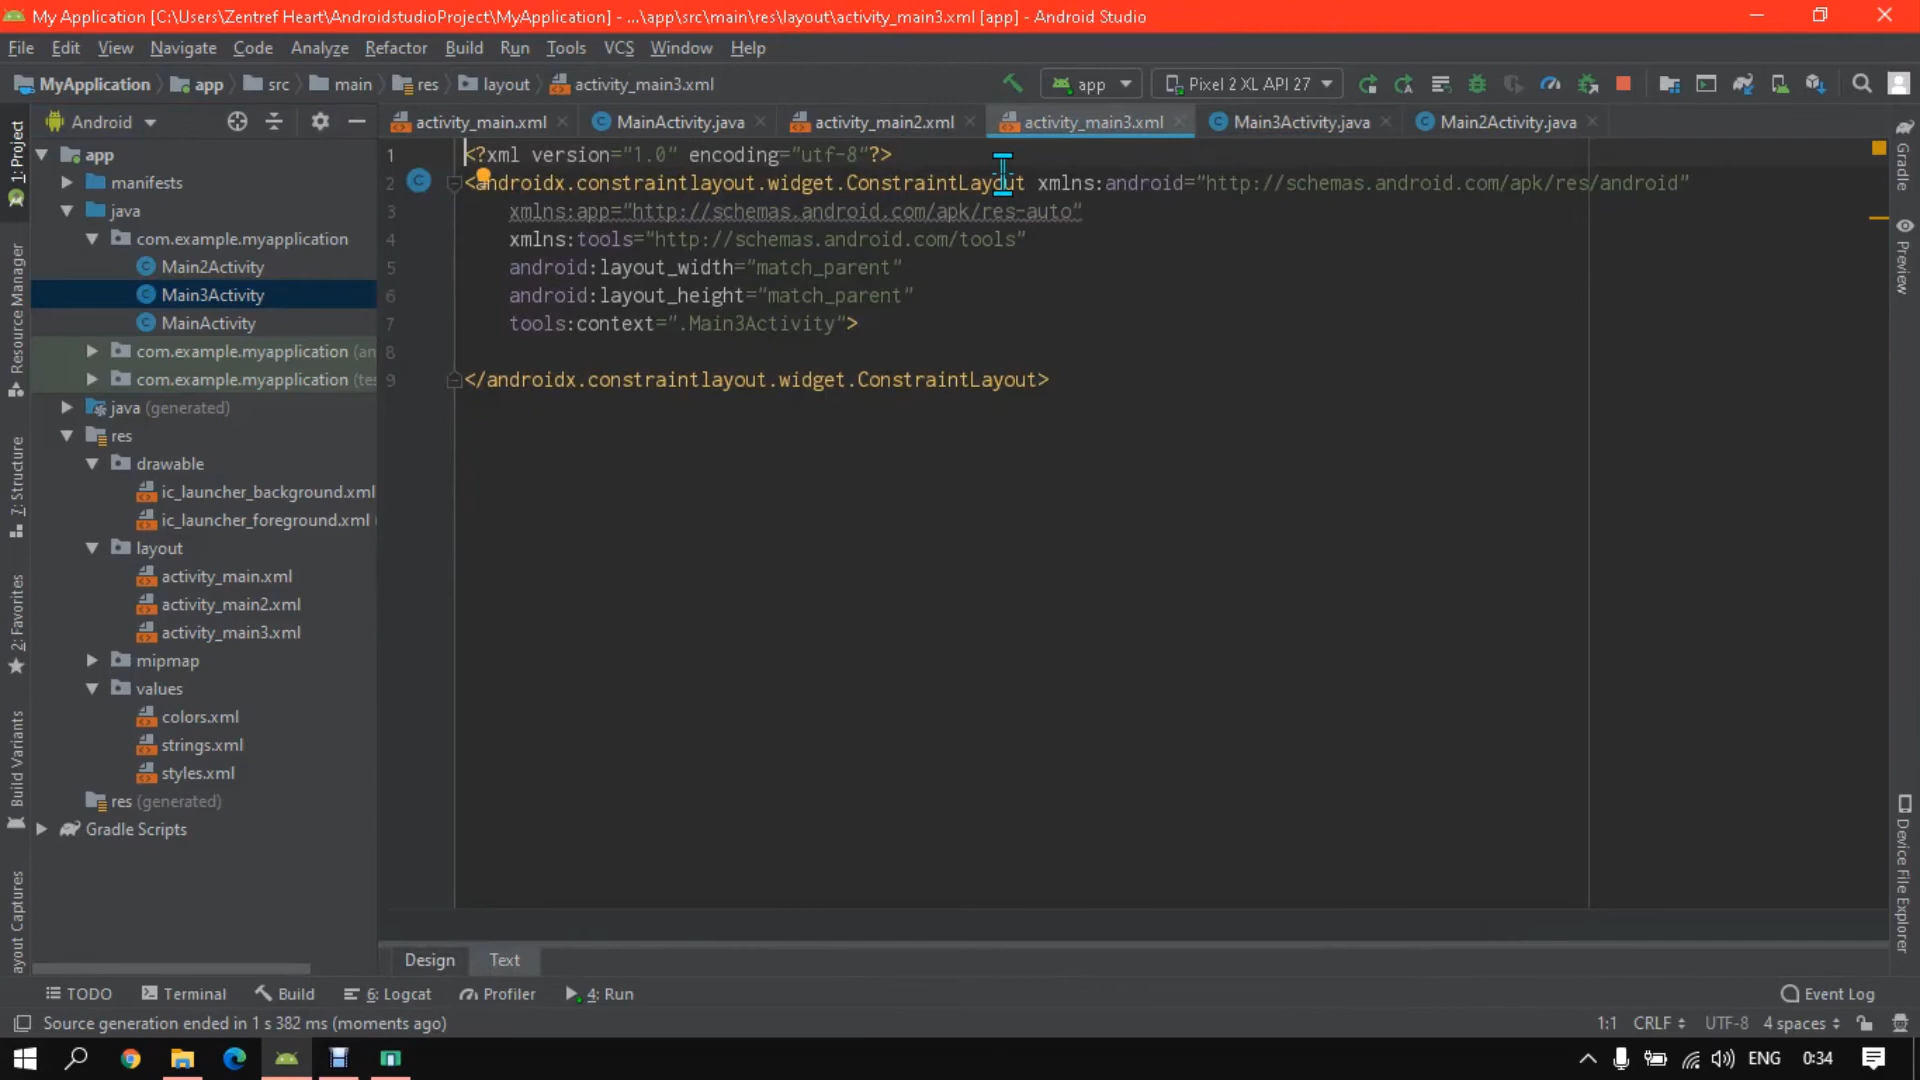 My Application [C:\Users\Zentref Heart\AndroidstudioProject\MyApplication] - ...\app\src\main\res\layout\activity_main3.xml [app] - Android Studio
File Edit View Navigate Code Analyze Refactor Build Run Tools VCS Window Help
MyApplication app src main res layout activity_main3.xml app Pixel 2 XL API 27
Android activity_main.xml MainActivity.java activity_main2.xml activity_main3.xml Main3Activity.java Main2Activity.java
1: Project
Resource Manager
7: Structure
2: Favorites
Build Variants
ayout Captures
app
manifests
java
com.example.myapplication
Main2Activity
Main3Activity
MainActivity
com.example.myapplication (an
com.example.myapplication (tes
java (generated)
res
drawable
ic_launcher_background.xml
ic_launcher_foreground.xml
layout
activity_main.xml
activity_main2.xml
activity_main3.xml
mipmap
values
colors.xml
strings.xml
styles.xml
res (generated)
Gradle Scripts
1 <?xml version="1.0" encoding="utf-8"?>
2 <androidx.constraintlayout.widget.ConstraintLayout xmlns:android="http://schemas.android.com/apk/res/android"
3 xmlns:app="http://schemas.android.com/apk/res-auto"
4 xmlns:tools="http://schemas.android.com/tools"
5 android:layout_width="match_parent"
6 android:layout_height="match_parent"
7 tools:context=".Main3Activity">
8
9 </androidx.constraintlayout.widget.ConstraintLayout>
Gradle
Preview
Device File Explorer
Design Text
TODO Terminal Build 6: Logcat Profiler 4: Run Event Log
Source generation ended in 1 s 382 ms (moments ago) 1:1 CRLF UTF-8 4 spaces
ENG 0:34